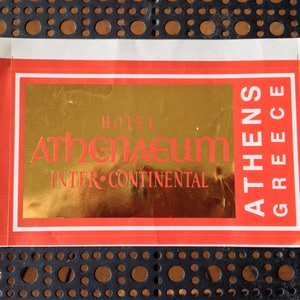 HOTEL
AThENAEUM
INTER•CONTINENTAL
ATHENS
GREECE